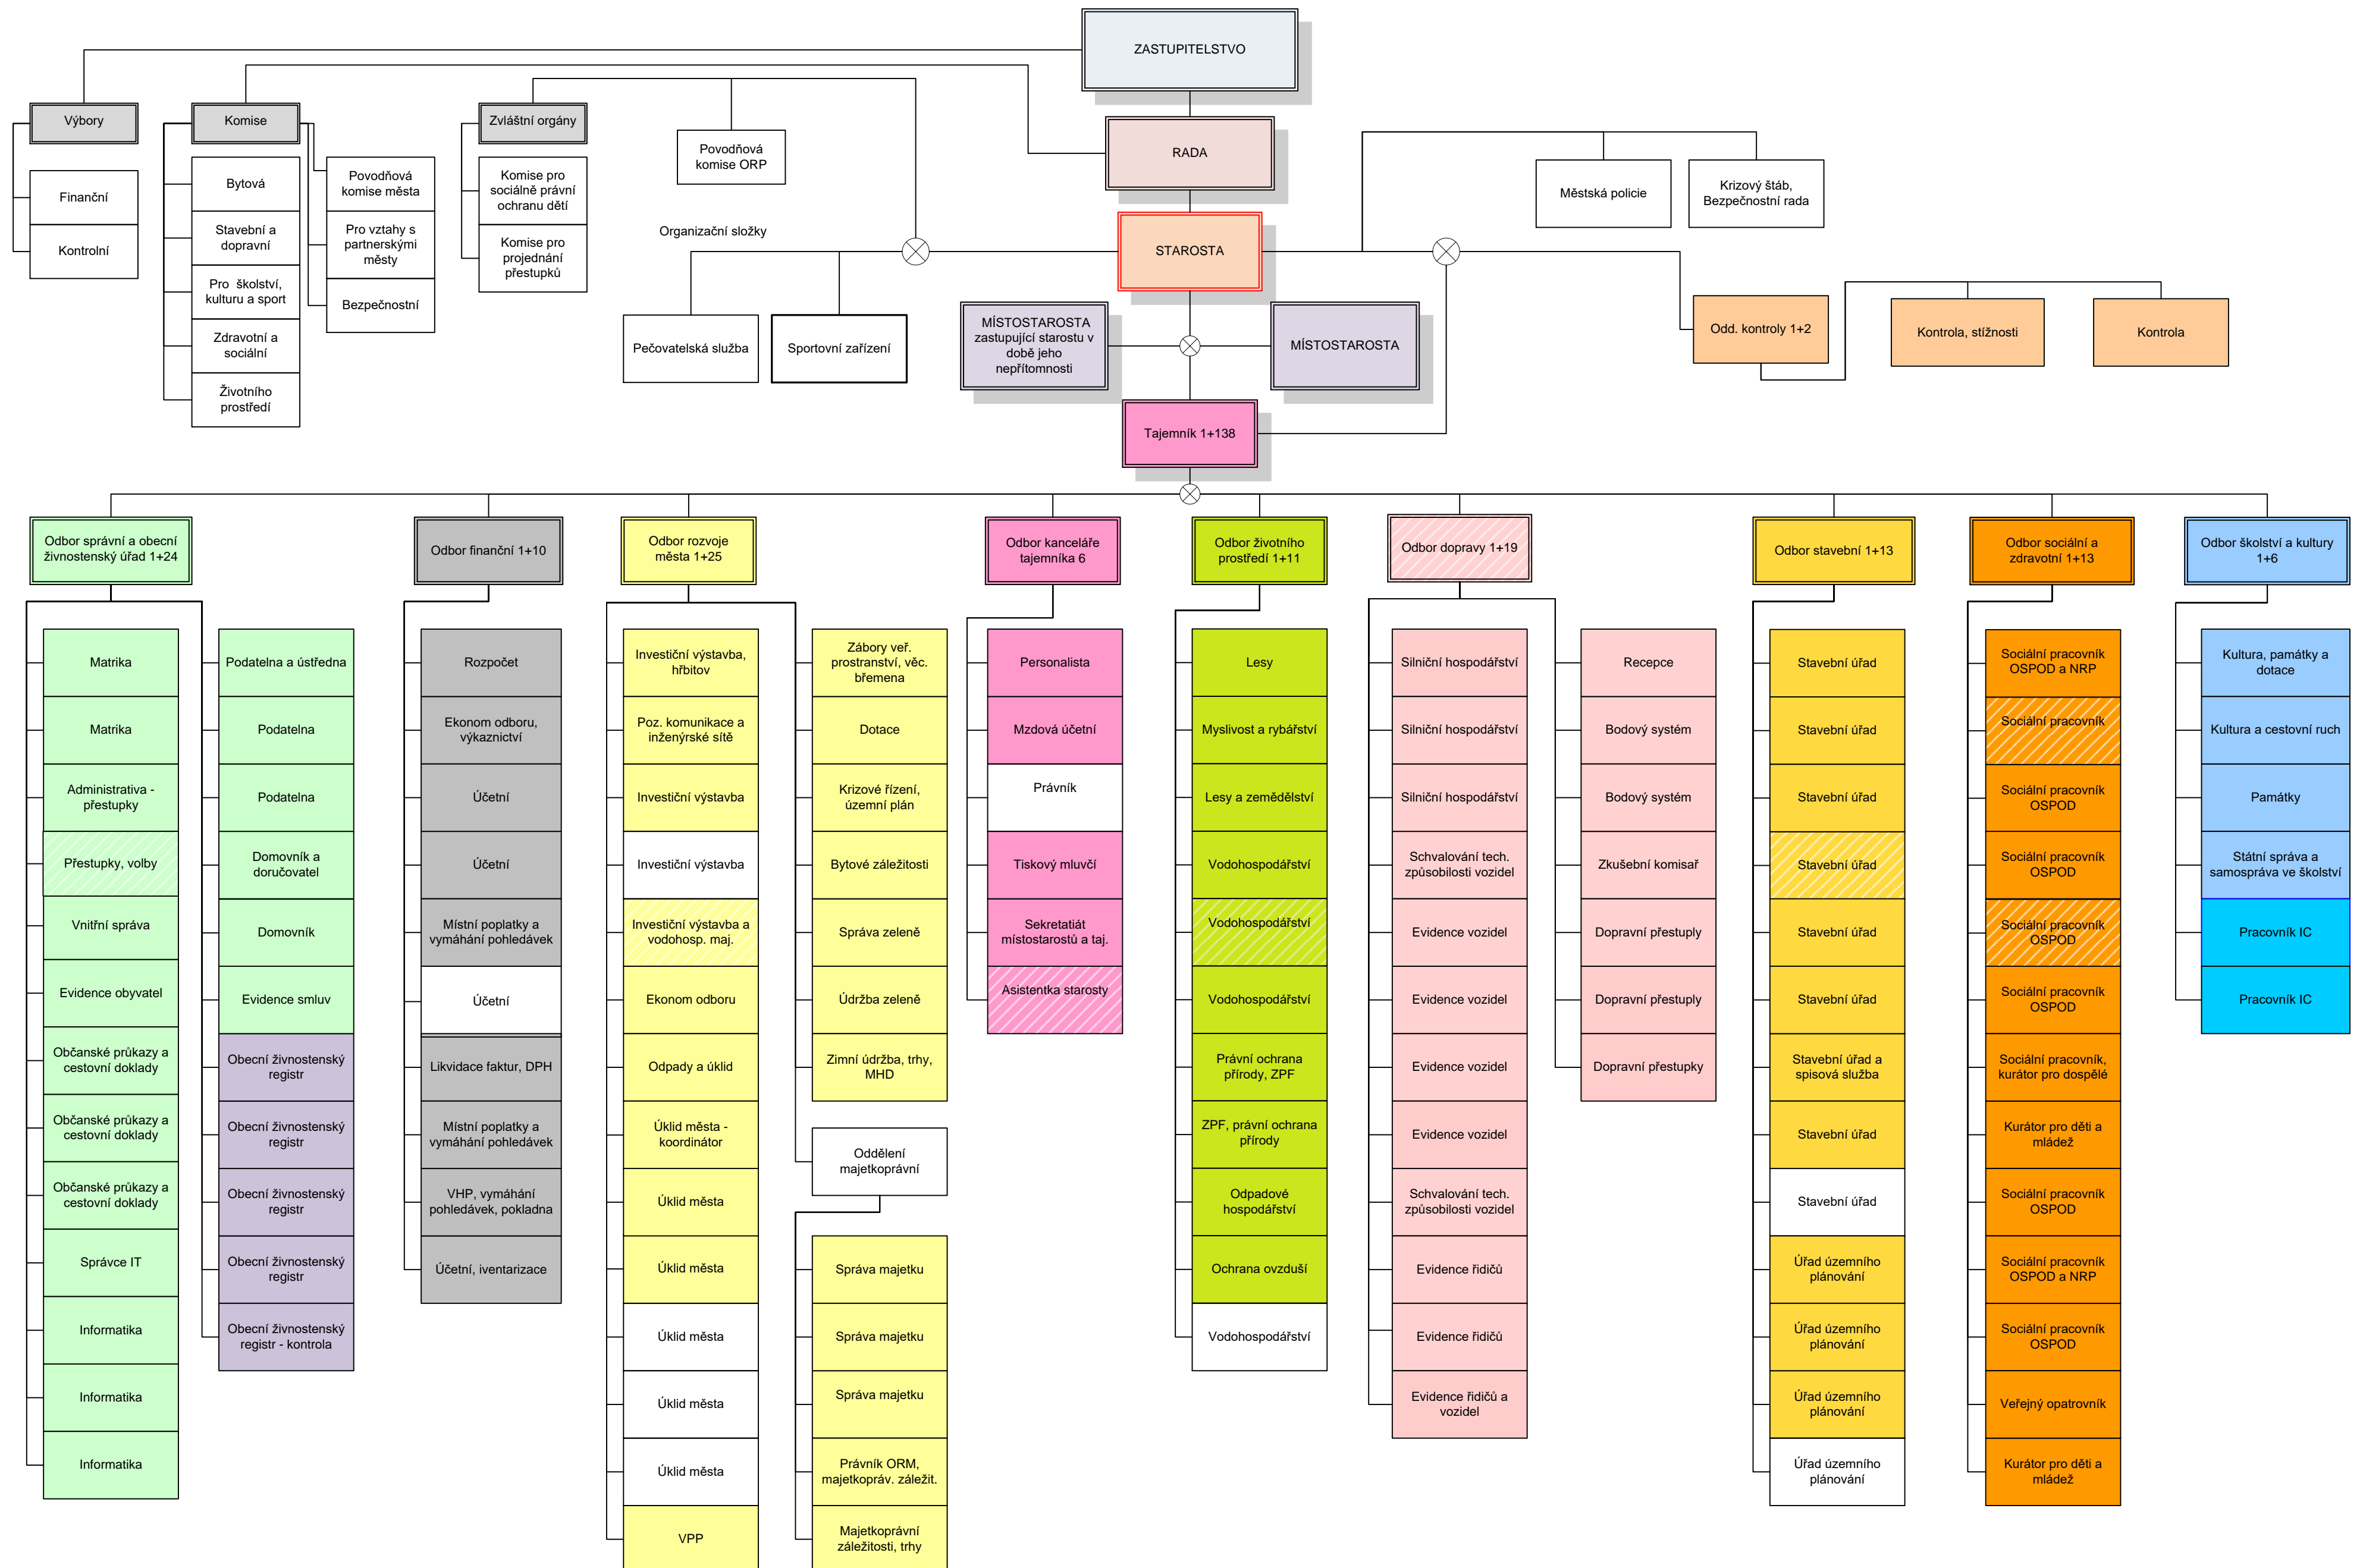 ZASTUPITELSTVO
RADA
STAROSTA
MÍSTOSTAROSTA
zastupující starostu v
době jeho
nepřítomnosti
MÍSTOSTAROSTA
Tajemník 1+138
Výbory
Finanční
Kontrolní
Komise
Bytová
Stavební a
dopravní
Pro  školství,
kulturu a sport
Zdravotní a
sociální
Životního
prostředí
Povodňová
komise města
Pro vztahy s
partnerskými
městy
Bezpečnostní
Zvláštní orgány
Komise pro
sociálně právní
ochranu dětí
Komise pro
projednání
přestupků
Povodňová
komise ORP
Organizační složky
Pečovatelská služba
Sportovní zařízení
Městská policie
Krizový štáb,
Bezpečnostní rada
Odd. kontroly 1+2
Kontrola, stížnosti
Kontrola
Odbor správní a obecní
živnostenský úřad 1+24
Matrika
Matrika
Administrativa -
přestupky
Přestupky, volby
Vnitřní správa
Evidence obyvatel
Občanské průkazy a
cestovní doklady
Občanské průkazy a
cestovní doklady
Občanské průkazy a
cestovní doklady
Správce IT
Informatika
Informatika
Informatika
Podatelna a ústředna
Podatelna
Podatelna
Domovník a
doručovatel
Domovník
Evidence smluv
Obecní živnostenský
registr
Obecní živnostenský
registr
Obecní živnostenský
registr
Obecní živnostenský
registr
Obecní živnostenský
registr - kontrola
Odbor finanční 1+10
Rozpočet
Ekonom odboru,
výkaznictví
Účetní
Účetní
Místní poplatky a
vymáhání pohledávek
Účetní
Likvidace faktur, DPH
Místní poplatky a
vymáhání pohledávek
VHP, vymáhání
pohledávek, pokladna
Účetní, iventarizace
Odbor rozvoje
města 1+25
Investiční výstavba,
hřbitov
Poz. komunikace a
inženýrské sítě
Investiční výstavba
Investiční výstavba
Investiční výstavba a
vodohosp. maj.
Ekonom odboru
Odpady a úklid
Úklid města -
koordinátor
Úklid města
Úklid města
Úklid města
Úklid města
Úklid města
VPP
Zábory veř.
prostranství, věc.
břemena
Dotace
Krizové řízení,
územní plán
Bytové záležitosti
Správa zeleně
Údržba zeleně
Zimní údržba, trhy,
MHD
Oddělení
majetkoprávní
Správa majetku
Správa majetku
Správa majetku
Právník ORM,
majetkopráv. záležit.
Majetkoprávní
záležitosti, trhy
Odbor kanceláře
tajemníka 6
Personalista
Mzdová účetní
Právník
Tiskový mluvčí
Sekretatiát
místostarostů a taj.
Asistentka starosty
Odbor životního
prostředí 1+11
Lesy
Myslivost a rybářství
Lesy a zemědělství
Vodohospodářství
Vodohospodářství
Vodohospodářství
Právní ochrana
přírody, ZPF
ZPF, právní ochrana
přírody
Odpadové
hospodářství
Ochrana ovzduší
Vodohospodářství
Odbor dopravy 1+19
Silniční hospodářství
Silniční hospodářství
Silniční hospodářství
Schvalování tech.
způsobilosti vozidel
Evidence vozidel
Evidence vozidel
Evidence vozidel
Evidence vozidel
Schvalování tech.
způsobilosti vozidel
Evidence řidičů
Evidence řidičů
Evidence řidičů a
vozidel
Recepce
Bodový systém
Bodový systém
Zkušební komisař
Dopravní přestuply
Dopravní přestuply
Dopravní přestupky
Odbor stavební 1+13
Stavební úřad
Stavební úřad
Stavební úřad
Stavební úřad
Stavební úřad
Stavební úřad
Stavební úřad a
spisová služba
Stavební úřad
Stavební úřad
Úřad územního
plánování
Úřad územního
plánování
Úřad územního
plánování
Úřad územního
plánování
Odbor sociální a
zdravotní 1+13
Sociální pracovník
OSPOD a NRP
Sociální pracovník
Sociální pracovník
OSPOD
Sociální pracovník
OSPOD
Sociální pracovník
OSPOD
Sociální pracovník
OSPOD
Sociální pracovník,
kurátor pro dospělé
Kurátor pro děti a
mládež
Sociální pracovník
OSPOD
Sociální pracovník
OSPOD a NRP
Sociální pracovník
OSPOD
Veřejný opatrovník
Kurátor pro děti a
mládež
Odbor školství a kultury
1+6
Kultura, památky a
dotace
Kultura a cestovní ruch
Památky
Státní správa a
samospráva ve školství
Pracovník IC
Pracovník IC